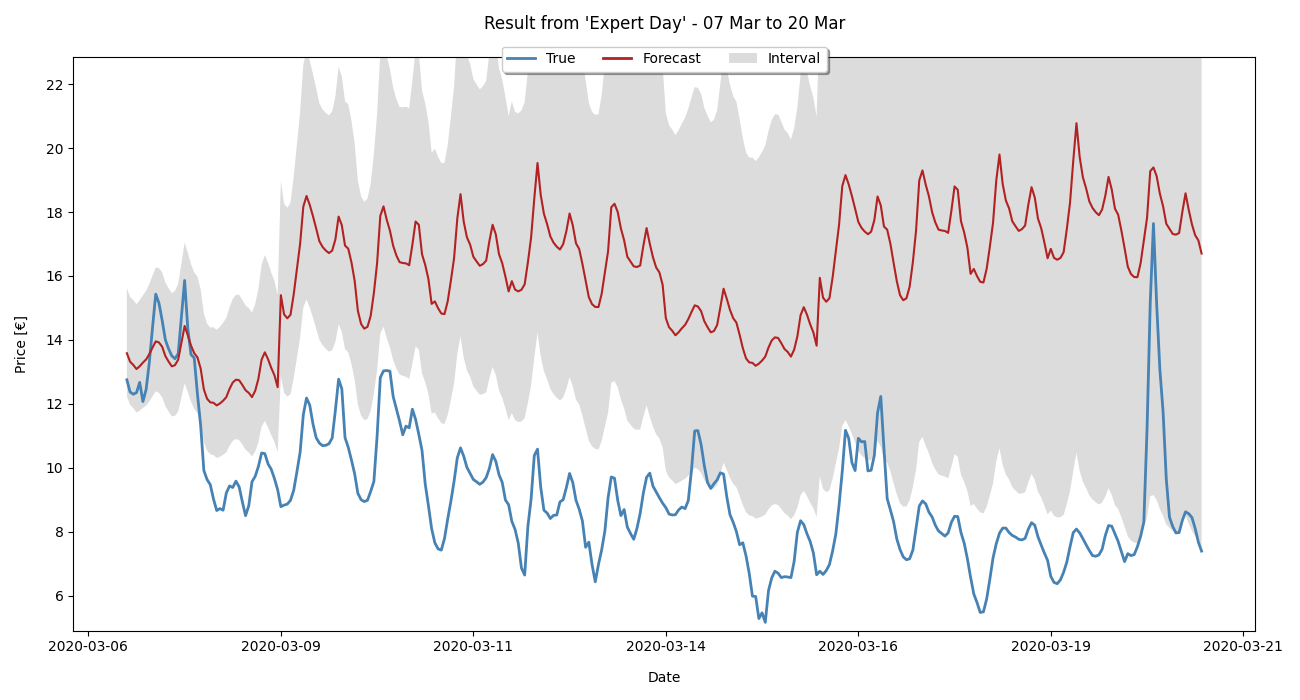 Result from 'Expert Day' - 07 Mar to 20 Mar
True Forecast Interval
22
20
18
16
14
12
10
8
6
Price [€]
2020-03-06 2020-03-09 2020-03-11 2020-03-14 2020-03-16 2020-03-19 2020-03-21
Date